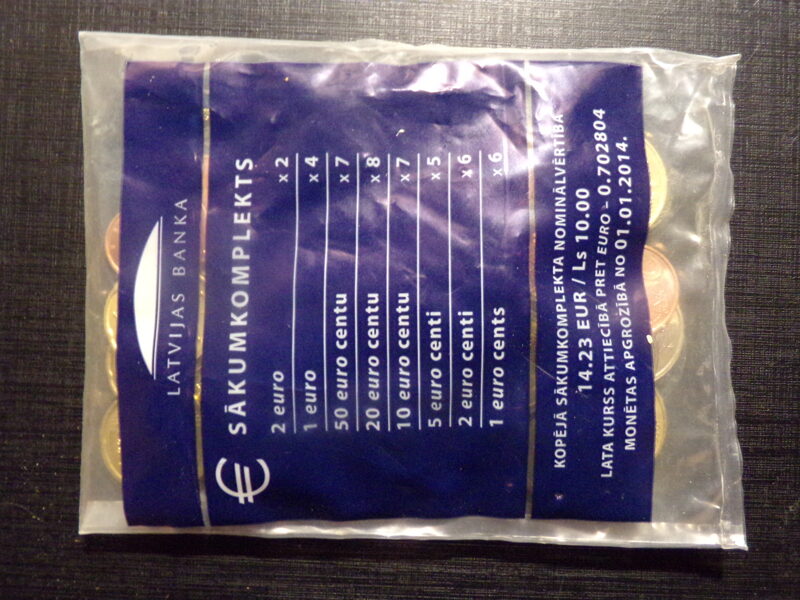 LATVIJAS BANKA
€ SĀKUMKOMPLEKTS
2 euro x 2
1 euro x 4
50 euro centu x 7
20 euro centu x 8
10 euro centu x 7
5 euro centi x 5
2 euro centi x 6
1 euro cents x 6
KOPĒJĀ SĀKUMKOMPLEKTA NOMINĀLVĒRTĪBA
14.23 EUR / Ls 10.00
LATA KURSS ATTIECĪBĀ PRET EURO – 0.702804
MONĒTAS APGROZĪBĀ NO 01.01.2014.